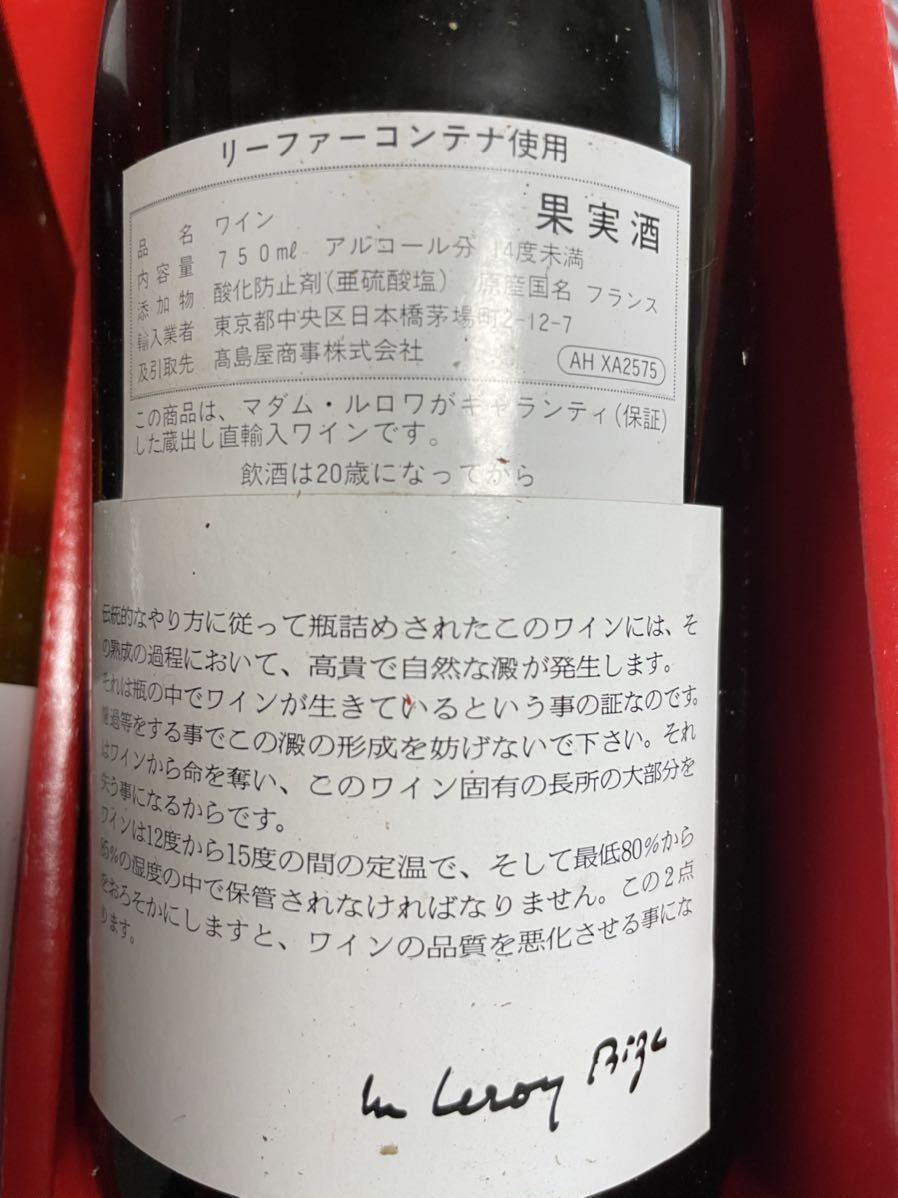 リーファーコンテナ使用
果実酒
品名 ワイン
内容量 750mℓ アルコール分 14度未満
添加物 酸化防止剤(亜硫酸塩) 原産国名 フランス
輸入業者 東京都中央区日本橋茅場町2-12-7
及引取先 髙島屋商事株式会社 AH XA2575
この商品は、マダム・ルロワがギャランティ(保証)
した蔵出し直輸入ワインです。
飲酒は20歳になってから
伝統的なやり方に従って瓶詰めされたこのワインには、そ
の熟成の過程において、高貴で自然な澱が発生します。
それは瓶の中でワインが生きているという事の証なのです。
濾過等をする事でこの澱の形成を妨げないで下さい。それ
はワインから命を奪い、このワイン固有の長所の大部分を
失う事になるからです。
ワインは12度から15度の間の定温で、そして最低80%から
85%の湿度の中で保管されなければなりません。この2点
をおろそかにしますと、ワインの品質を悪化させる事にな
ります。
Leroy Bize